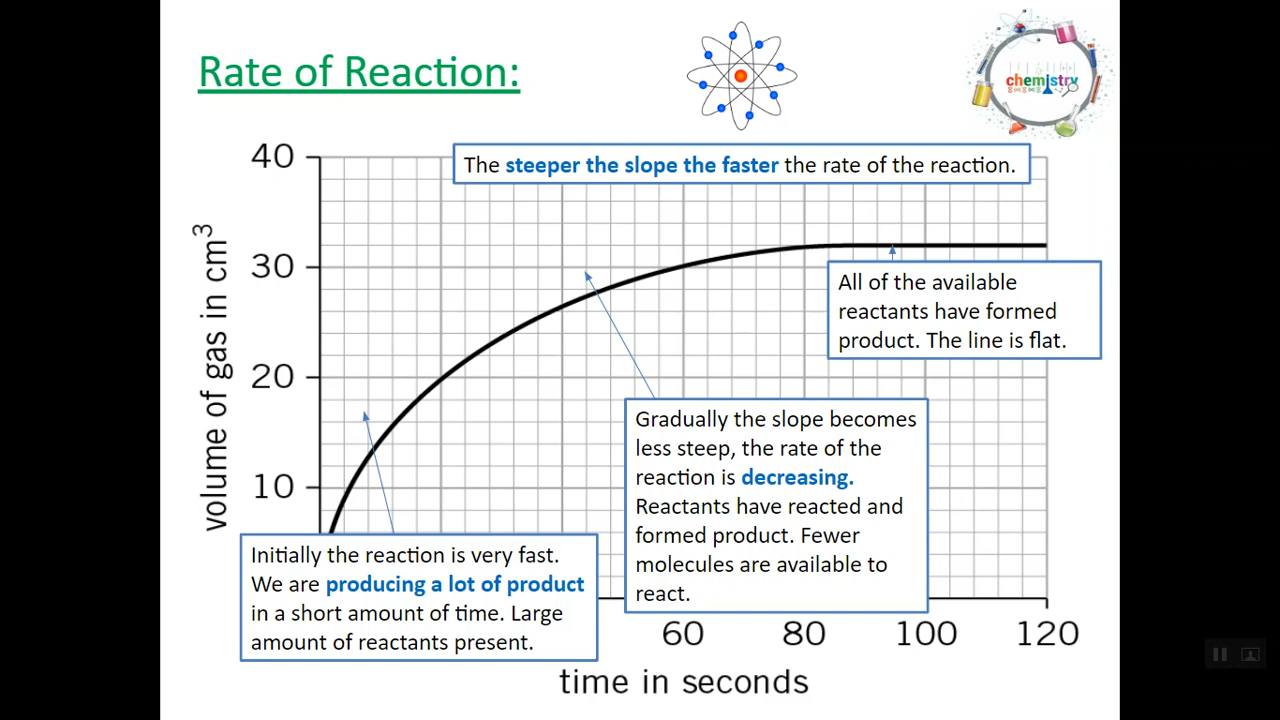 Rate of Reaction:
chemistry
The steeper the slope the faster the rate of the reaction.
40
30
20
10
volume of gas in cm³
All of the available
reactants have formed
product. The line is flat.
Gradually the slope becomes
less steep, the rate of the
reaction is decreasing.
Reactants have reacted and
formed product. Fewer
molecules are available to
react.
Initially the reaction is very fast.
We are producing a lot of product
in a short amount of time. Large
amount of reactants present.
60 80 100 120
time in seconds